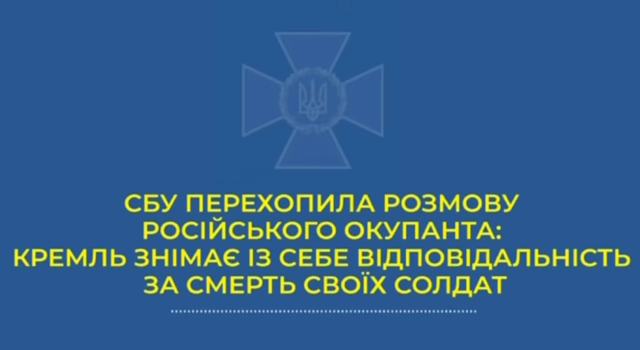 СБУ ПЕРЕХОПИЛА РОЗМОВУ
РОСІЙСЬКОГО ОКУПАНТА:
КРЕМЛЬ ЗНІМАЄ ІЗ СЕБЕ ВІДПОВІДАЛЬНІСТЬ
ЗА СМЕРТЬ СВОЇХ СОЛДАТ